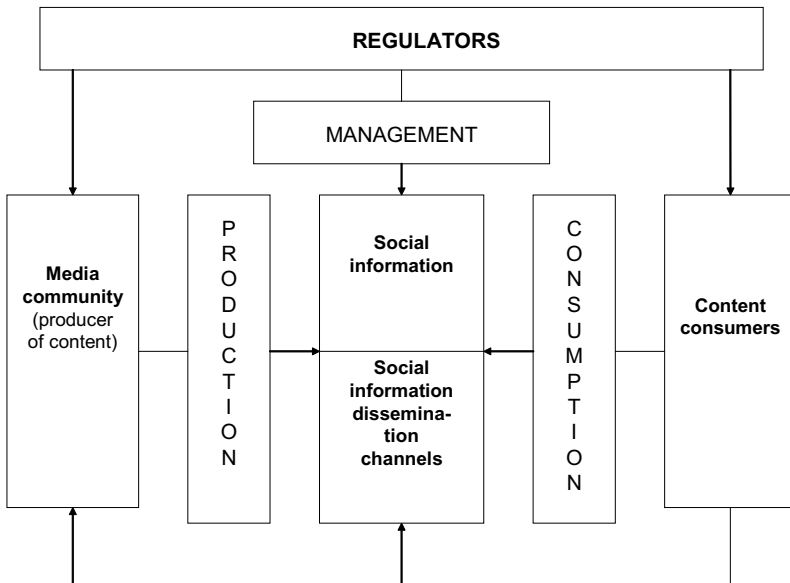 REGULATORS
MANAGEMENT
Media
community
(producer
of content)
P
R
O
D
U
C
T
I
O
N
Social
information
Social
information
dissemina-
tion
channels
C
O
N
S
U
M
P
T
I
O
N
Content
consumers